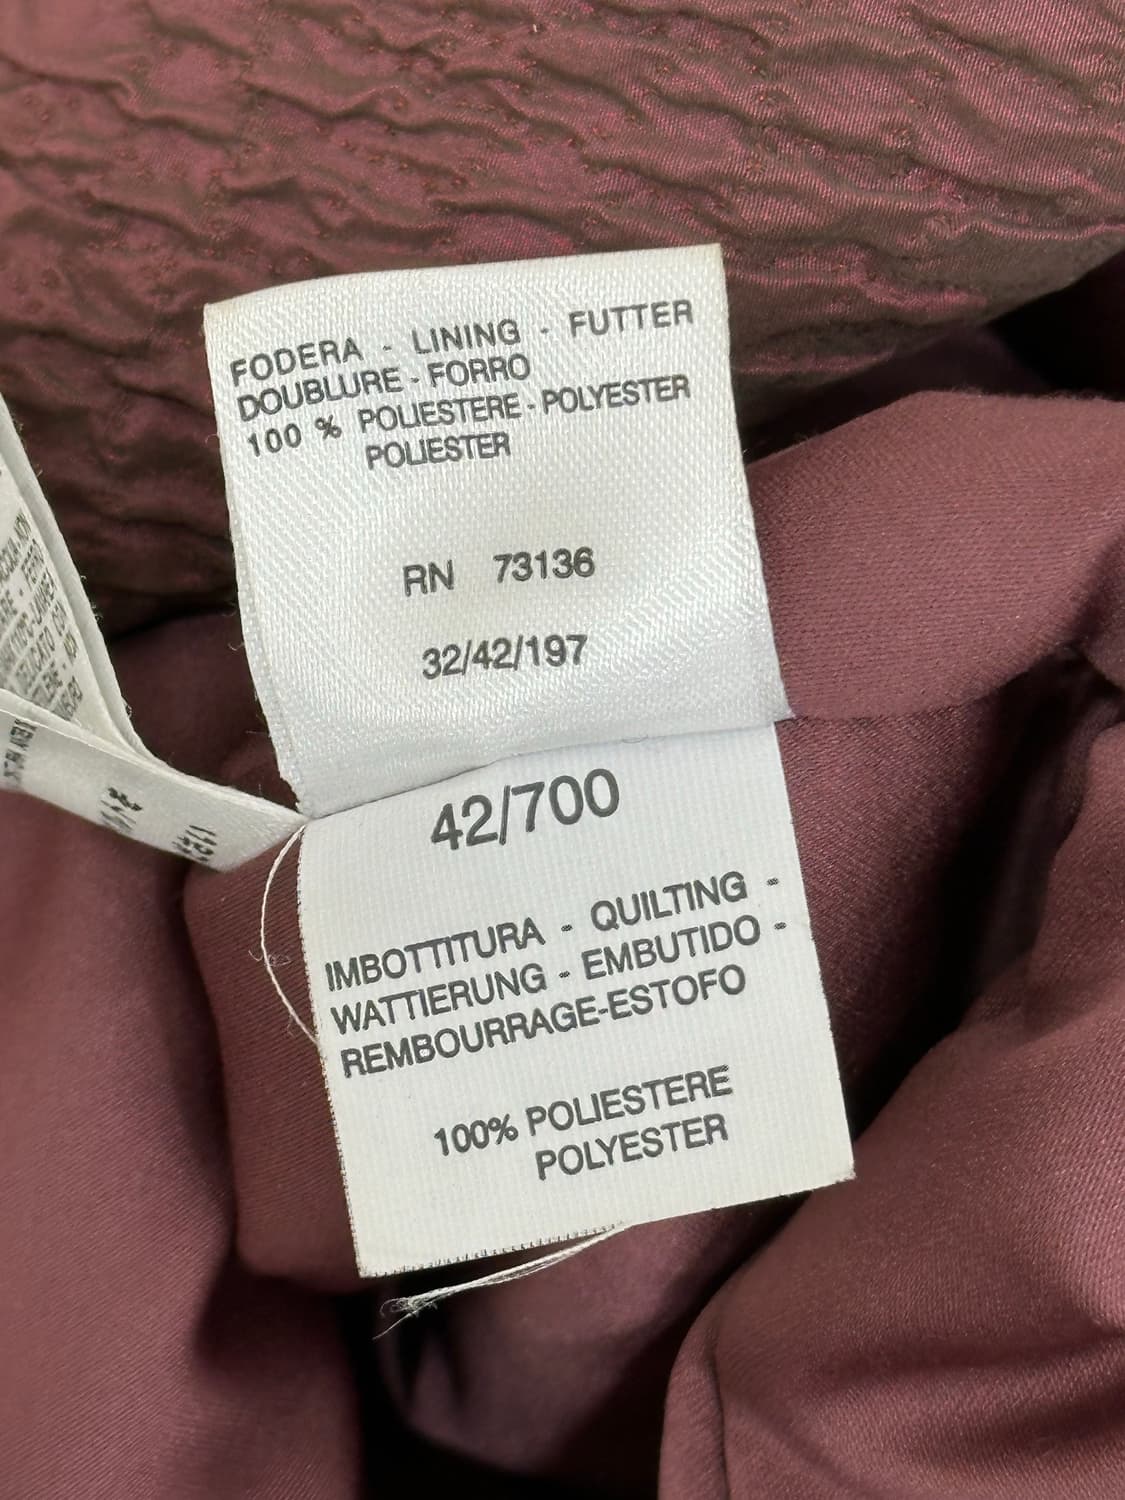 FODERA - LINING - FUTTER
DOUBLURE - FORRO
100 % POLIESTERE - POLYESTER
POLIESTER
RN 73136
32/42/197
42/700
IMBOTTITURA - QUILTING -
WATTIERUNG - EMBUTIDO -
REMBOURRAGE-ESTOFO
100% POLIESTERE
POLYESTER